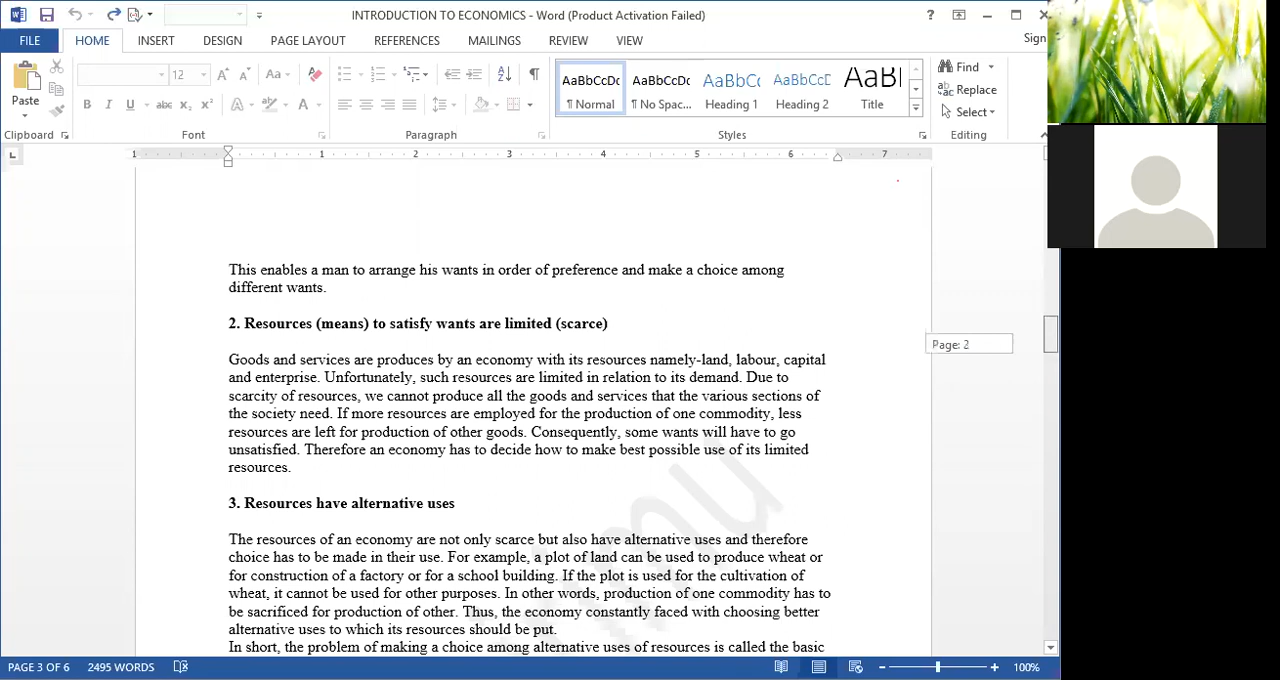 INTRODUCTION TO ECONOMICS - Word (Product Activation Failed)
?
Sign
FILE HOME INSERT DESIGN PAGE LAYOUT REFERENCES MAILINGS REVIEW VIEW
12 Aa
AaBbCcDc AaBbCcDc AaBbCc AaBbCcD AaBl
Find
Replace
Select
Paste
B I U abc x₂ x² A A
¶ Normal ¶ No Spac... Heading 1 Heading 2 Title
Clipboard Font Paragraph Styles Editing
1 1 2 3 4 5 6 7
This enables a man to arrange his wants in order of preference and make a choice among
different wants.
2. Resources (means) to satisfy wants are limited (scarce)
Page: 2
Goods and services are produces by an economy with its resources namely-land, labour, capital
and enterprise. Unfortunately, such resources are limited in relation to its demand. Due to
scarcity of resources, we cannot produce all the goods and services that the various sections of
the society need. If more resources are employed for the production of one commodity, less
resources are left for production of other goods. Consequently, some wants will have to go
unsatisfied. Therefore an economy has to decide how to make best possible use of its limited
resources.
3. Resources have alternative uses
The resources of an economy are not only scarce but also have alternative uses and therefore
choice has to be made in their use. For example, a plot of land can be used to produce wheat or
for construction of a factory or for a school building. If the plot is used for the cultivation of
wheat, it cannot be used for other purposes. In other words, production of one commodity has to
be sacrificed for production of other. Thus, the economy constantly faced with choosing better
alternative uses to which its resources should be put.
In short, the problem of making a choice among alternative uses of resources is called the basic
PAGE 3 OF 6 2495 WORDS 100%